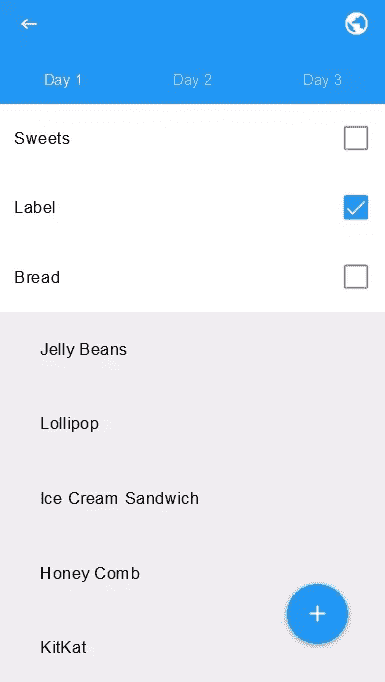 Day 1 Day 2 Day 3
Sweets
Label
Bread
Jelly Beans
Lollipop
Ice Cream Sandwich
Honey Comb
KitKat